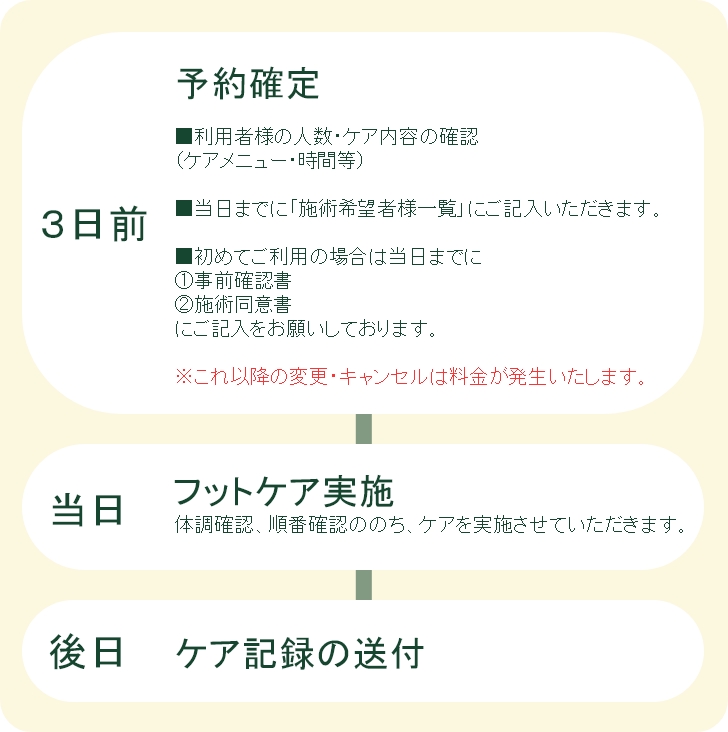 3日前
予約確定
■利用者様の人数・ケア内容の確認
（ケアメニュー・時間等）
■当日までに「施術希望者様一覧」にご記入いただきます。
■初めてご利用の場合は当日までに
①事前確認書
②施術同意書
にご記入をお願いしております。
※これ以降の変更・キャンセルは料金が発生いたします。
当日
フットケア実施
体調確認、順番確認ののち、ケアを実施させていただきます。
後日
ケア記録の送付